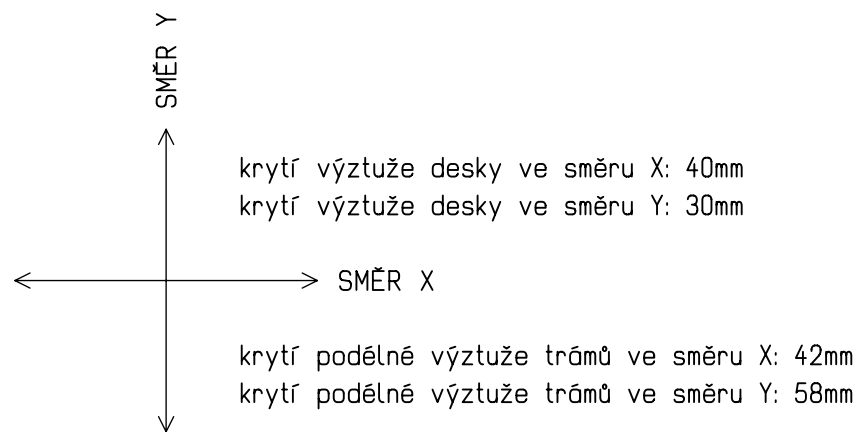 SMĚR Y
krytí výztuže desky ve směru X: 40mm
krytí výztuže desky ve směru Y: 30mm
SMĚR X
krytí podélné výztuže trámů ve směru X: 42mm
krytí podélné výztuže trámů ve směru Y: 58mm